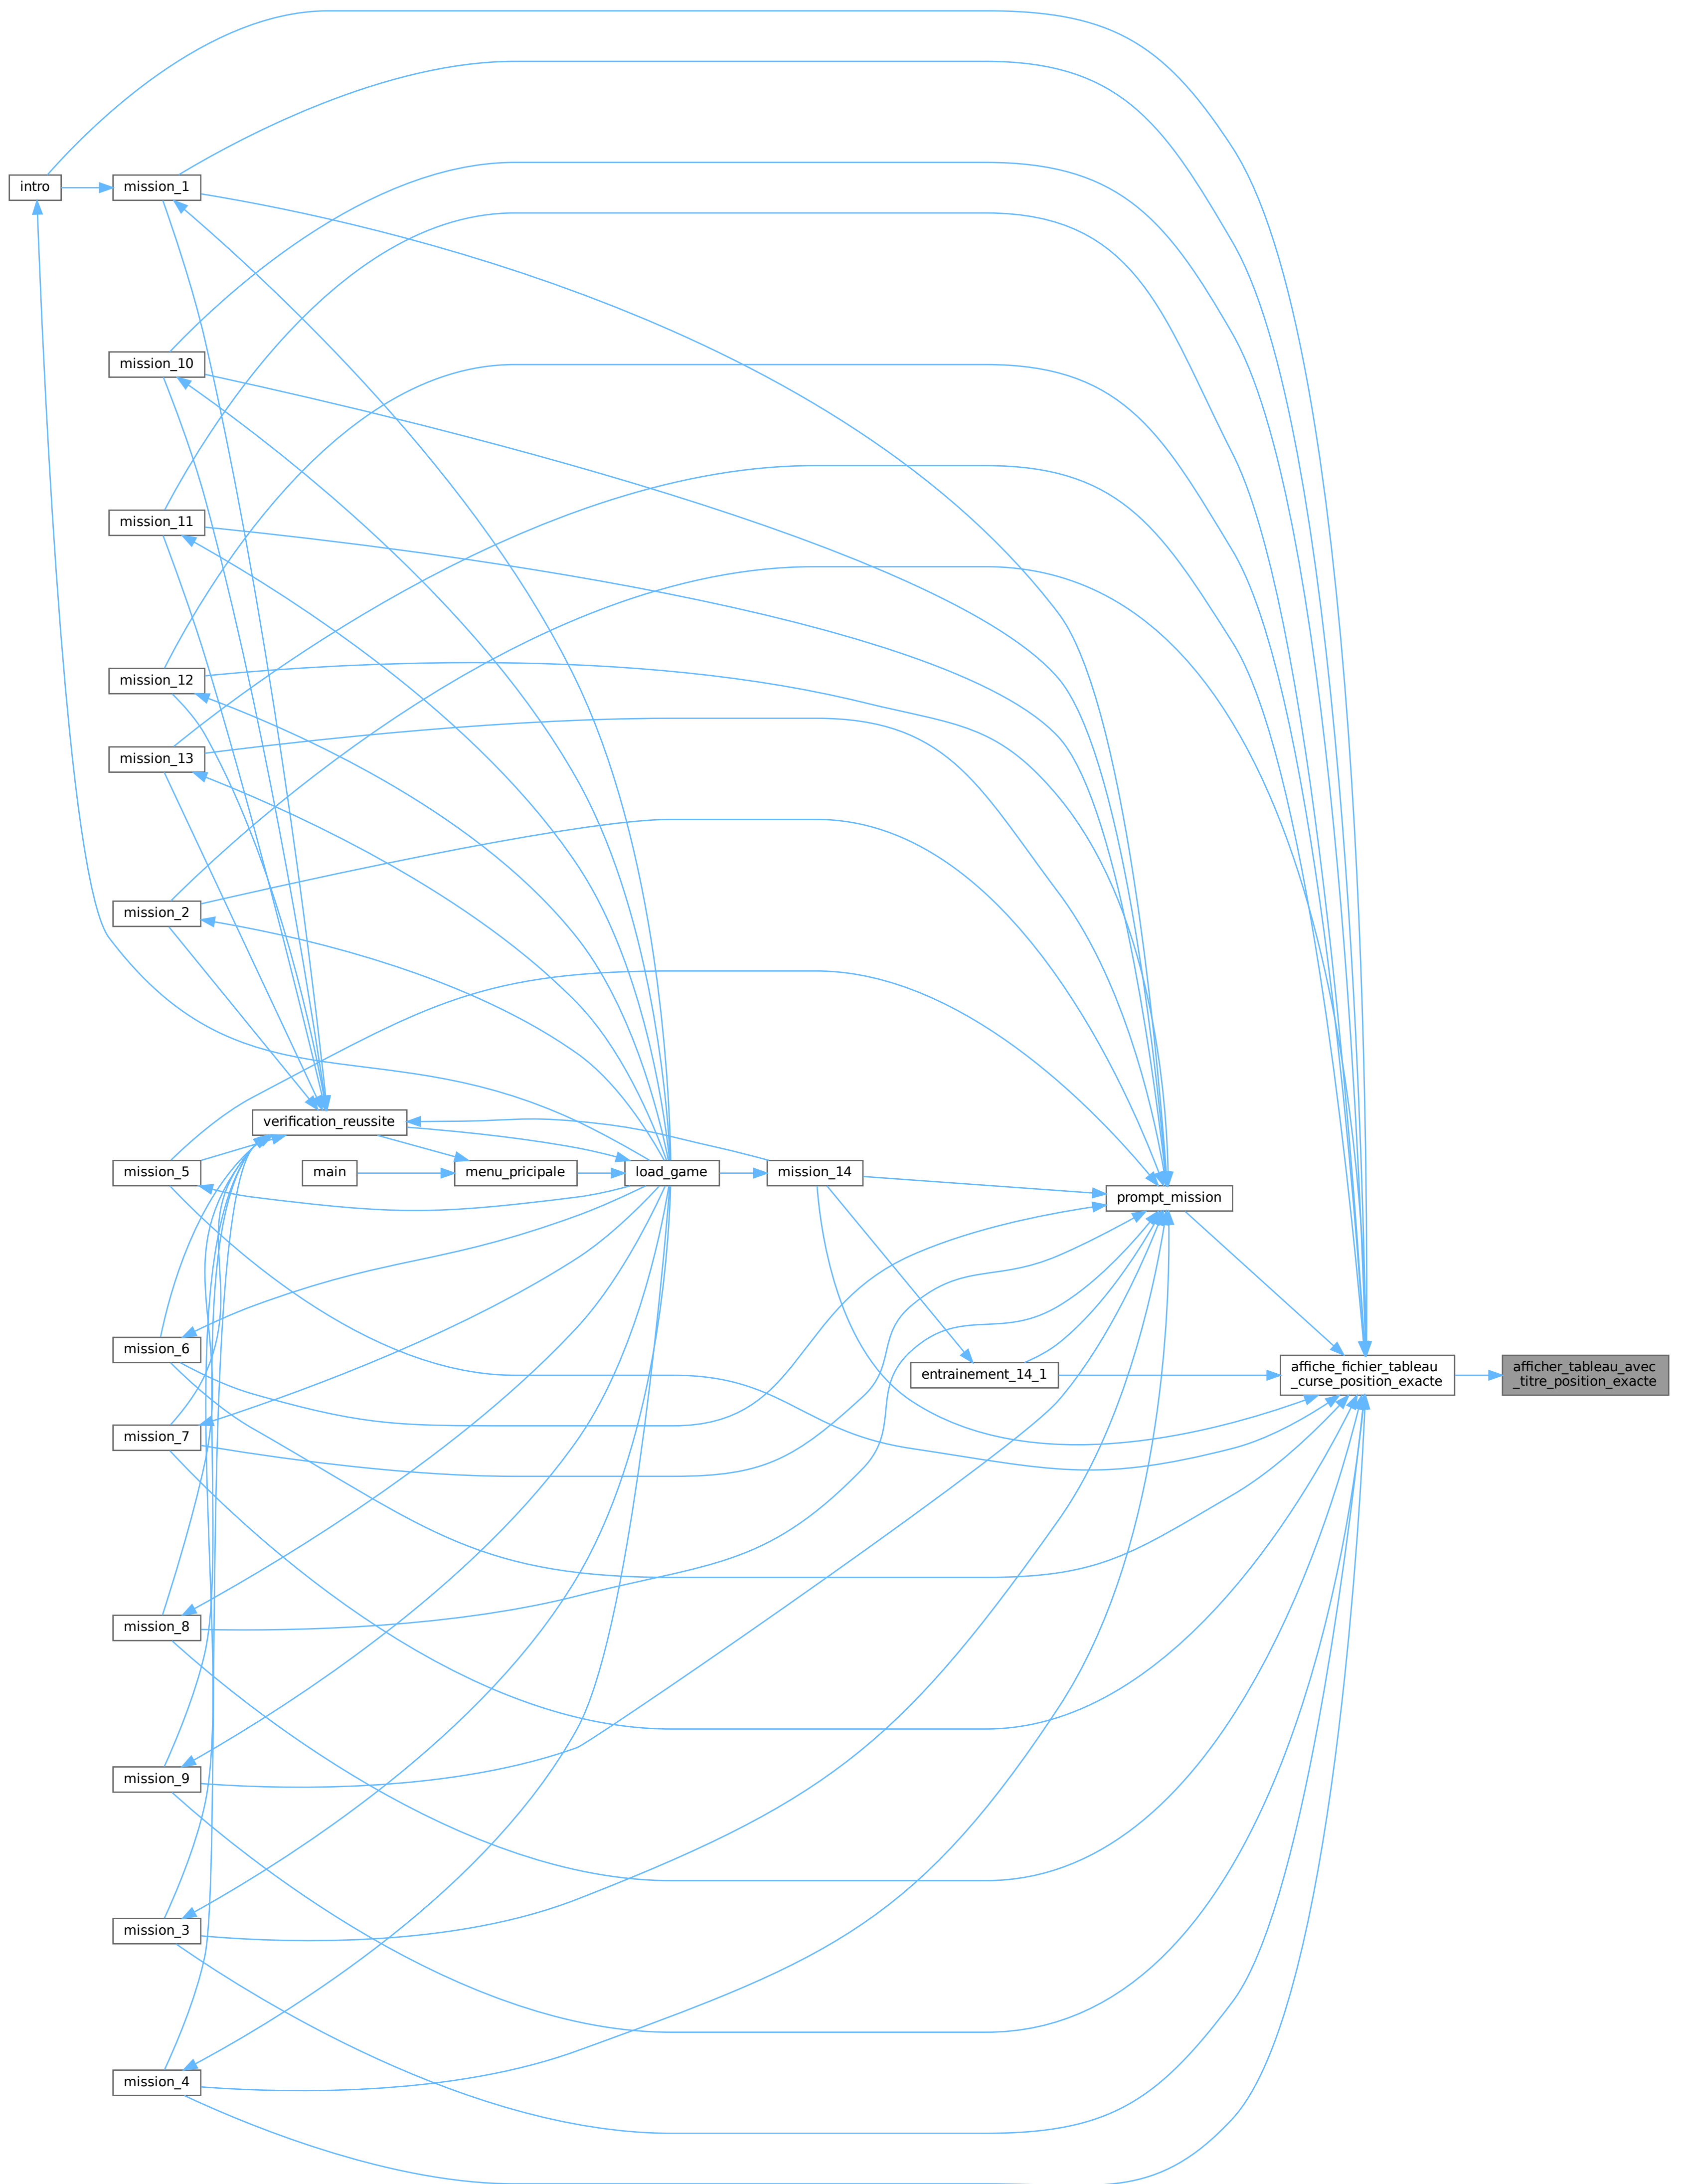 intro
mission_1
mission_10
mission_11
mission_12
mission_13
mission_2
verification_reussite
mission_5
main
menu_pricipale
load_game
mission_14
prompt_mission
mission_6
entrainement_14_1
affiche_fichier_tableau
_curse_position_exacte
afficher_tableau_avec
_titre_position_exacte
mission_7
mission_8
mission_9
mission_3
mission_4